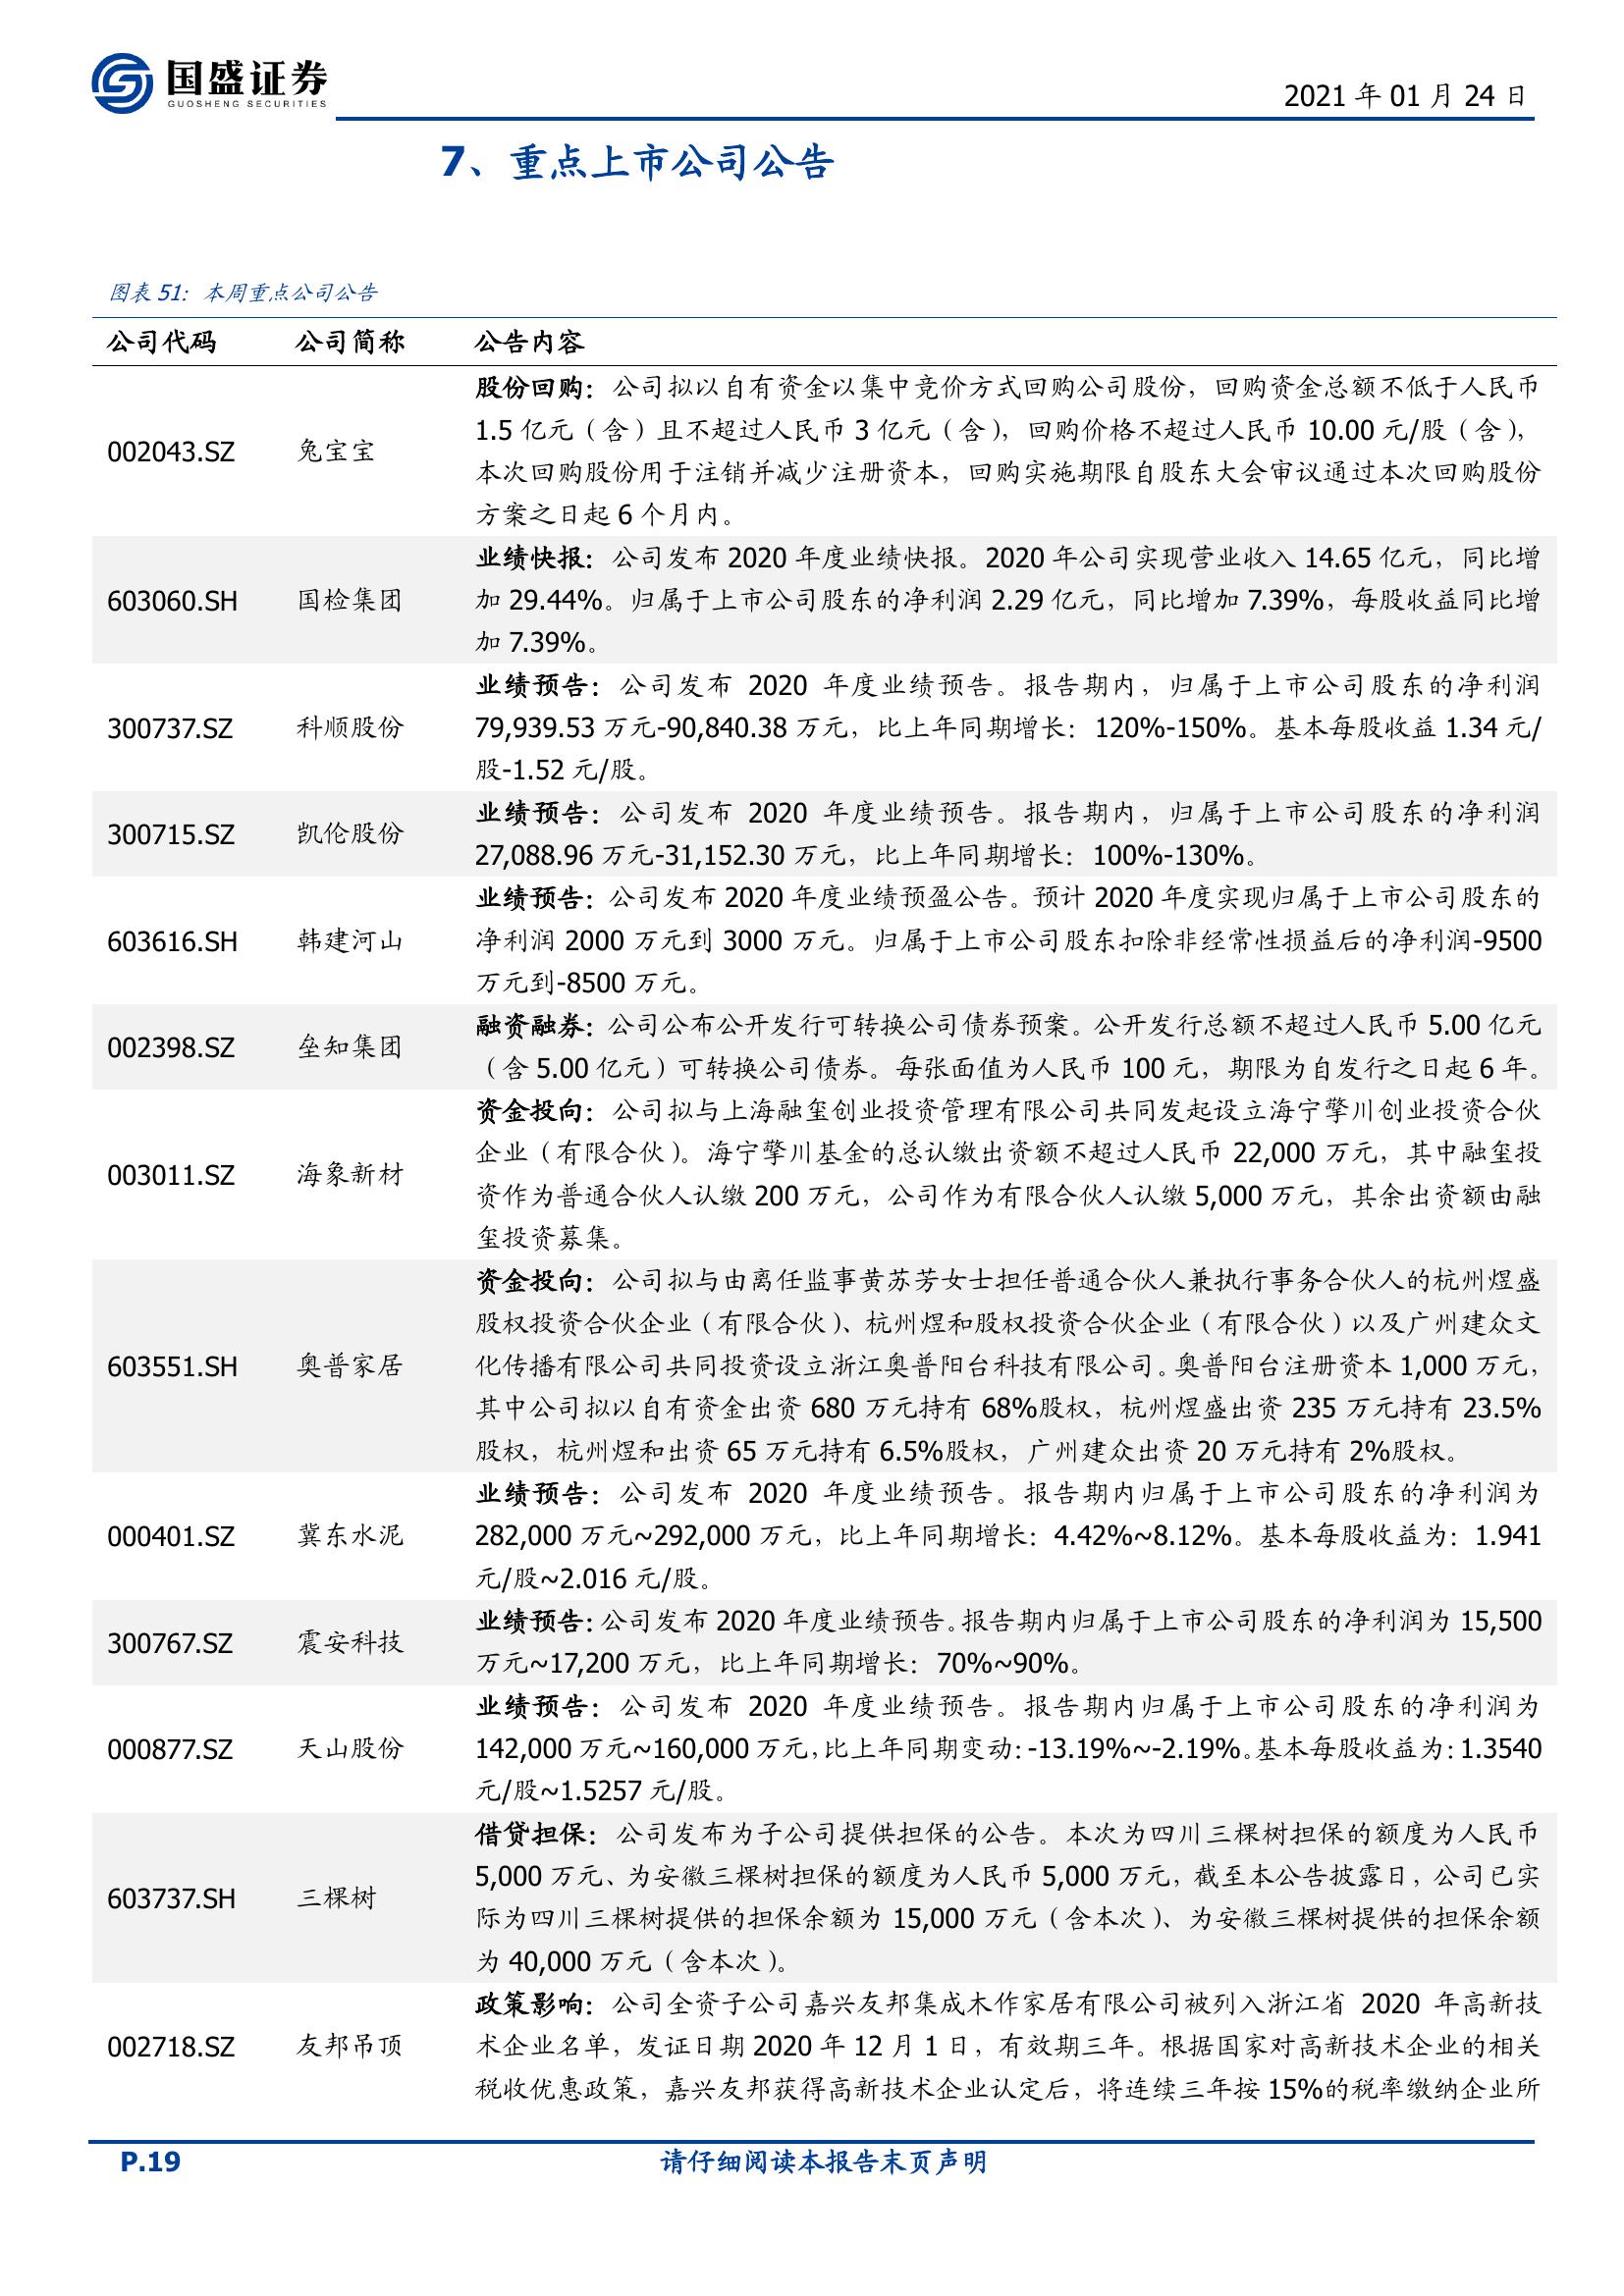 国盛证券
GUOSHENG SECURITIES
2021 年 01 月 24 日
7、重点上市公司公告
图表 51：本周重点公司公告
公司代码 公司简称 公告内容
002043.SZ 兔宝宝
股份回购：公司拟以自有资金以集中竞价方式回购公司股份，回购资金总额不低于人民币
1.5 亿元（含）且不超过人民币 3 亿元（含），回购价格不超过人民币 10.00 元/股（含），
本次回购股份用于注销并减少注册资本，回购实施期限自股东大会审议通过本次回购股份
方案之日起 6 个月内。
603060.SH 国检集团
业绩快报：公司发布 2020 年度业绩快报。2020 年公司实现营业收入 14.65 亿元，同比增
加 29.44%。归属于上市公司股东的净利润 2.29 亿元，同比增加 7.39%，每股收益同比增
加 7.39%。
300737.SZ 科顺股份
业绩预告：公司发布 2020 年度业绩预告。报告期内，归属于上市公司股东的净利润
79,939.53 万元-90,840.38 万元，比上年同期增长：120%-150%。基本每股收益 1.34 元/
股-1.52 元/股。
300715.SZ 凯伦股份
业绩预告：公司发布 2020 年度业绩预告。报告期内，归属于上市公司股东的净利润
27,088.96 万元-31,152.30 万元，比上年同期增长：100%-130%。
603616.SH 韩建河山
业绩预告：公司发布 2020 年度业绩预盈公告。预计 2020 年度实现归属于上市公司股东的
净利润 2000 万元到 3000 万元。归属于上市公司股东扣除非经常性损益后的净利润-9500
万元到-8500 万元。
002398.SZ 垒知集团
融资融券：公司公布公开发行可转换公司债券预案。公开发行总额不超过人民币 5.00 亿元
（含 5.00 亿元）可转换公司债券。每张面值为人民币 100 元，期限为自发行之日起 6 年。
003011.SZ 海象新材
资金投向：公司拟与上海融玺创业投资管理有限公司共同发起设立海宁擎川创业投资合伙
企业（有限合伙）。海宁擎川基金的总认缴出资额不超过人民币 22,000 万元，其中融玺投
资作为普通合伙人认缴 200 万元，公司作为有限合伙人认缴 5,000 万元，其余出资额由融
玺投资募集。
603551.SH 奥普家居
资金投向：公司拟与由离任监事黄苏芳女士担任普通合伙人兼执行事务合伙人的杭州煜盛
股权投资合伙企业（有限合伙）、杭州煜和股权投资合伙企业（有限合伙）以及广州建众文
化传播有限公司共同投资设立浙江奥普阳台科技有限公司。奥普阳台注册资本 1,000 万元，
其中公司拟以自有资金出资 680 万元持有 68%股权，杭州煜盛出资 235 万元持有 23.5%
股权，杭州煜和出资 65 万元持有 6.5%股权，广州建众出资 20 万元持有 2%股权。
000401.SZ 冀东水泥
业绩预告：公司发布 2020 年度业绩预告。报告期内归属于上市公司股东的净利润为
282,000 万元~292,000 万元，比上年同期增长：4.42%~8.12%。基本每股收益为：1.941
元/股~2.016 元/股。
300767.SZ 震安科技
业绩预告：公司发布 2020 年度业绩预告。报告期内归属于上市公司股东的净利润为 15,500
万元~17,200 万元，比上年同期增长：70%~90%。
000877.SZ 天山股份
业绩预告：公司发布 2020 年度业绩预告。报告期内归属于上市公司股东的净利润为
142,000 万元~160,000 万元，比上年同期变动：-13.19%~-2.19%。基本每股收益为：1.3540
元/股~1.5257 元/股。
603737.SH 三棵树
借贷担保：公司发布为子公司提供担保的公告。本次为四川三棵树担保的额度为人民币
5,000 万元、为安徽三棵树担保的额度为人民币 5,000 万元，截至本公告披露日，公司已实
际为四川三棵树提供的担保余额为 15,000 万元（含本次）、为安徽三棵树提供的担保余额
为 40,000 万元（含本次）。
002718.SZ 友邦吊顶
政策影响：公司全资子公司嘉兴友邦集成木作家居有限公司被列入浙江省 2020 年高新技
术企业名单，发证日期 2020 年 12 月 1 日，有效期三年。根据国家对高新技术企业的相关
税收优惠政策，嘉兴友邦获得高新技术企业认定后，将连续三年按 15%的税率缴纳企业所
P.19 请仔细阅读本报告末页声明